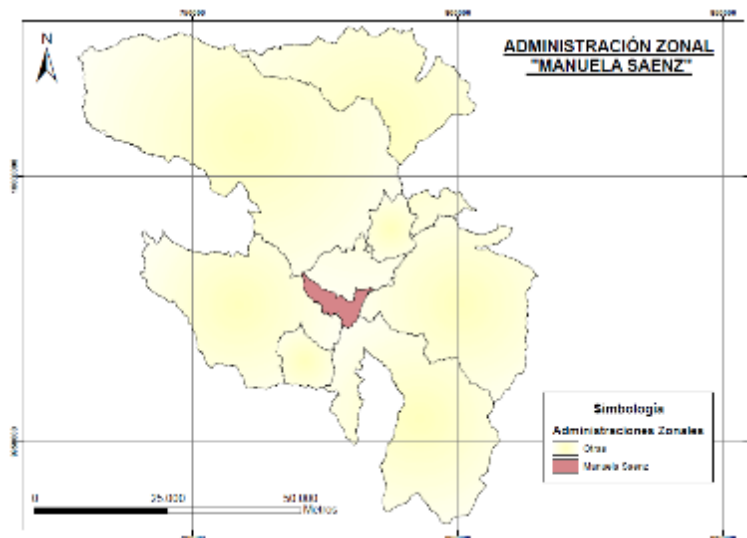 ADMINISTRACIÓN ZONAL
"MANUELA SAENZ"
N
Simbología
Administraciones Zonales
Otras
Manuela Saenz
0 25.000 50.000
Metros